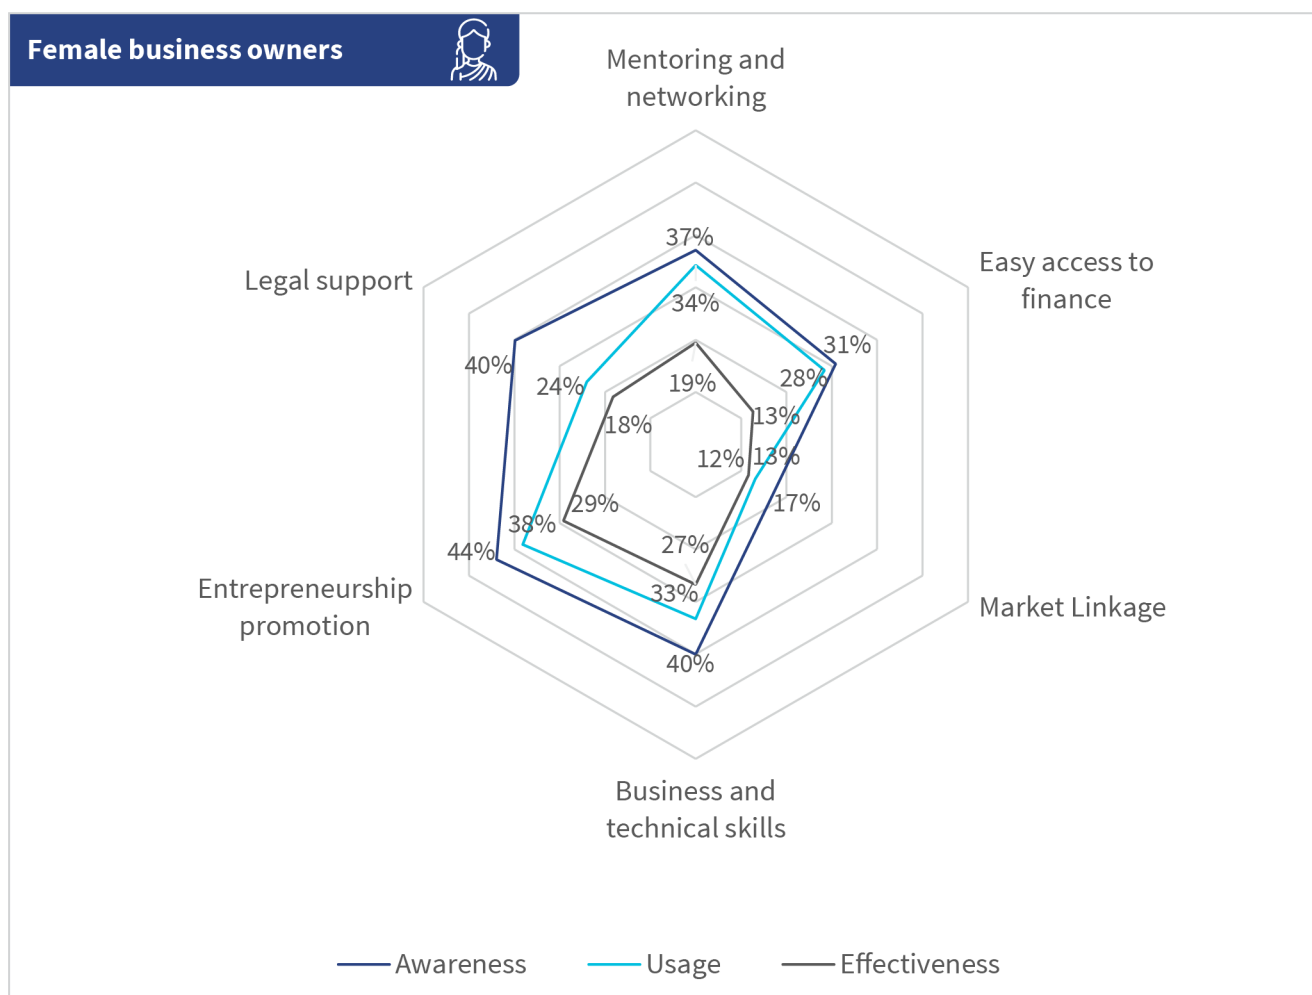 Female business owners
Mentoring and
networking
37%
34%
19%
Easy access to
finance
31%
28%
13%
Legal support
40%
24%
18%
12%
13%
17%
29%
38%
44%
27%
33%
40%
Entrepreneurship
promotion
Market Linkage
Business and
technical skills
Awareness
Usage
Effectiveness